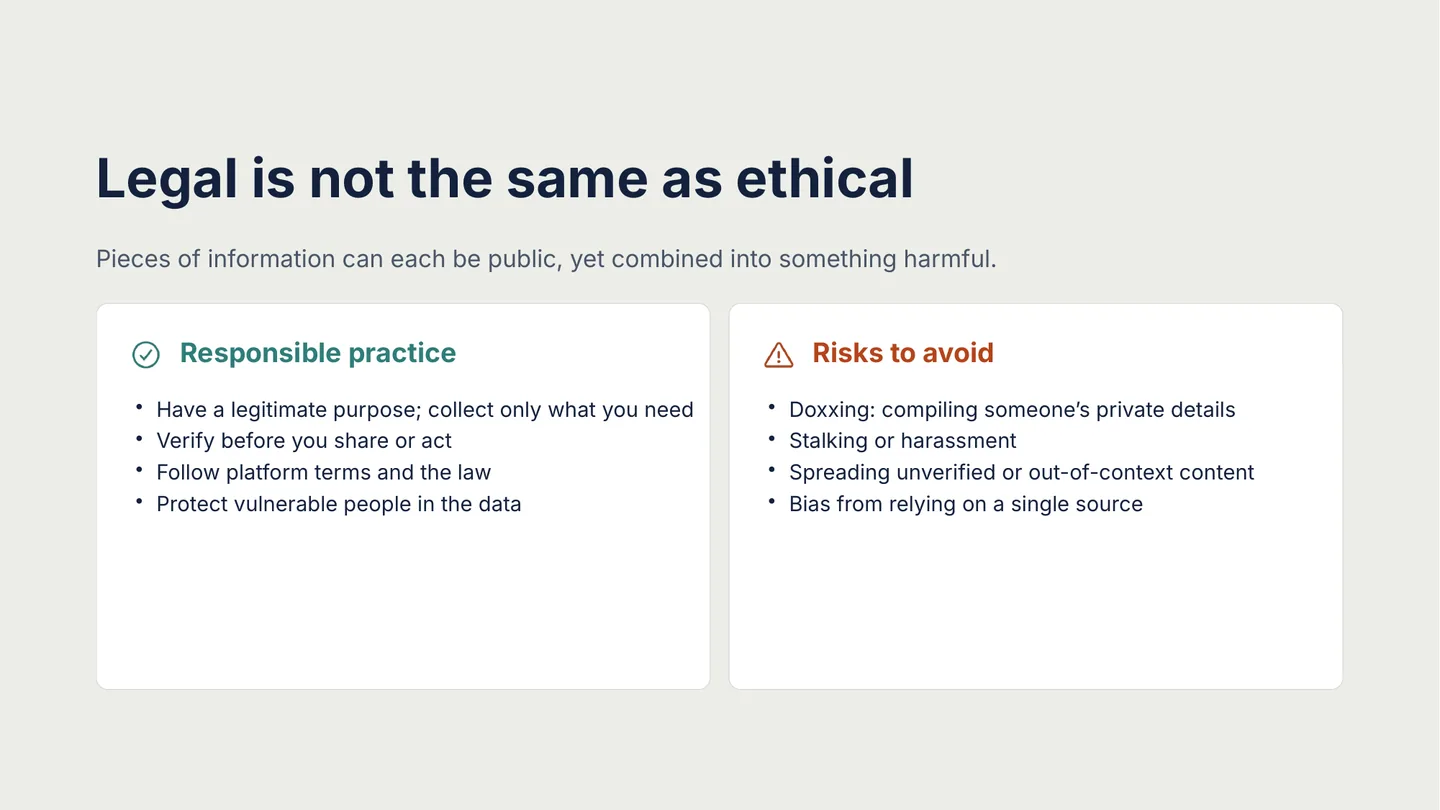 Legal is not the same as ethical
Pieces of information can each be public, yet combined into something harmful.
Responsible practice
• Have a legitimate purpose; collect only what you need
• Verify before you share or act
• Follow platform terms and the law
• Protect vulnerable people in the data
Risks to avoid
• Doxxing: compiling someone’s private details
• Stalking or harassment
• Spreading unverified or out-of-context content
• Bias from relying on a single source